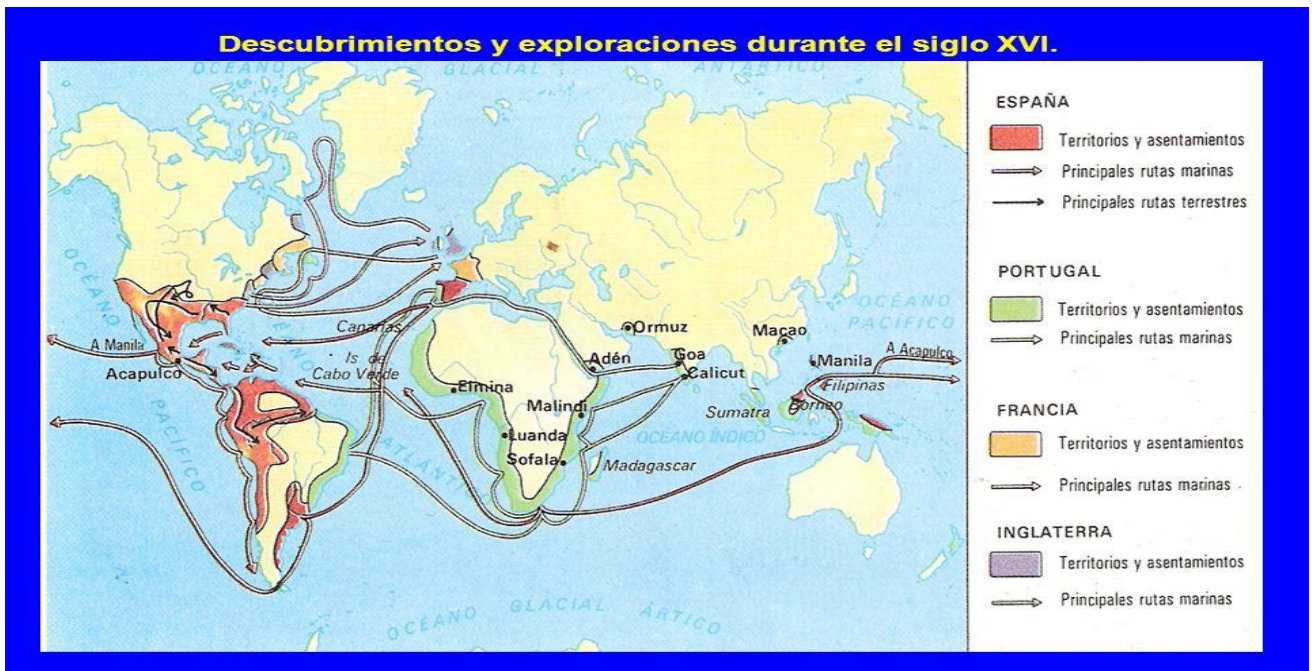 Descubrimientos y exploraciones durante el siglo XVI.
OCÉANO GLACIAL ANTÁRTICO
ESPAÑA
Territorios y asentamientos
Principales rutas marinas
Principales rutas terrestres
PORTUGAL
Territorios y asentamientos
Principales rutas marinas
FRANCIA
Territorios y asentamientos
Principales rutas marinas
INGLATERRA
Territorios y asentamientos
Principales rutas marinas
OCÉANO
PACÍFICO
A Manila
Acapulco
OCÉANO
ATLÁNTICO
Canarias
Is de
Cabo Verde
Elmina
Luanda
Sofala
Malindi
Madagascar
Adén
Ormuz
Goa
Calicut
OCÉANO ÍNDICO
Macao
Manila
A Acapulco
Filipinas
Borneo
Sumatra
OCÉANO
PACÍFICO
OCÉANO GLACIAL ÁRTICO